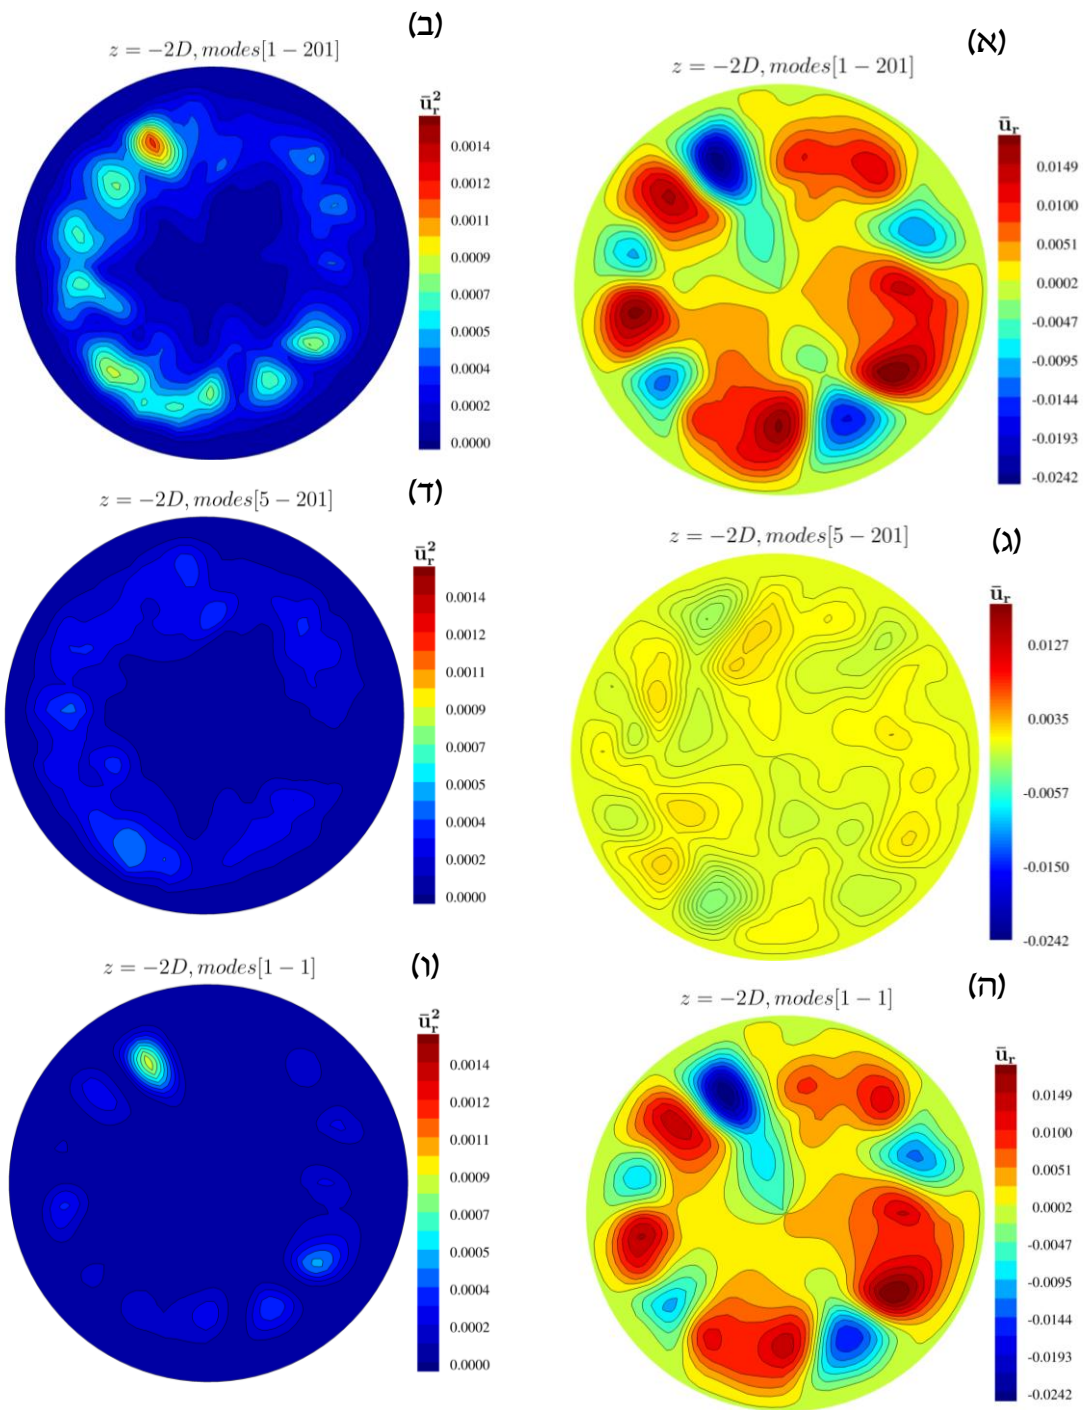 (א)
z = −2D, modes[1 − 201]
ū_r
0.0149
0.0100
0.0051
0.0002
-0.0047
-0.0095
-0.0144
-0.0193
-0.0242
(ב)
z = −2D, modes[1 − 201]
ū_r^2
0.0014
0.0012
0.0011
0.0009
0.0007
0.0005
0.0004
0.0002
0.0000
(ג)
z = −2D, modes[5 − 201]
ū_r
0.0127
0.0035
-0.0057
-0.0150
-0.0242
(ד)
z = −2D, modes[5 − 201]
ū_r^2
0.0014
0.0012
0.0011
0.0009
0.0007
0.0005
0.0004
0.0002
0.0000
(ה)
z = −2D, modes[1 − 1]
ū_r
0.0149
0.0100
0.0051
0.0002
-0.0047
-0.0095
-0.0144
-0.0193
-0.0242
(ו)
z = −2D, modes[1 − 1]
ū_r^2
0.0014
0.0012
0.0011
0.0009
0.0007
0.0005
0.0004
0.0002
0.0000